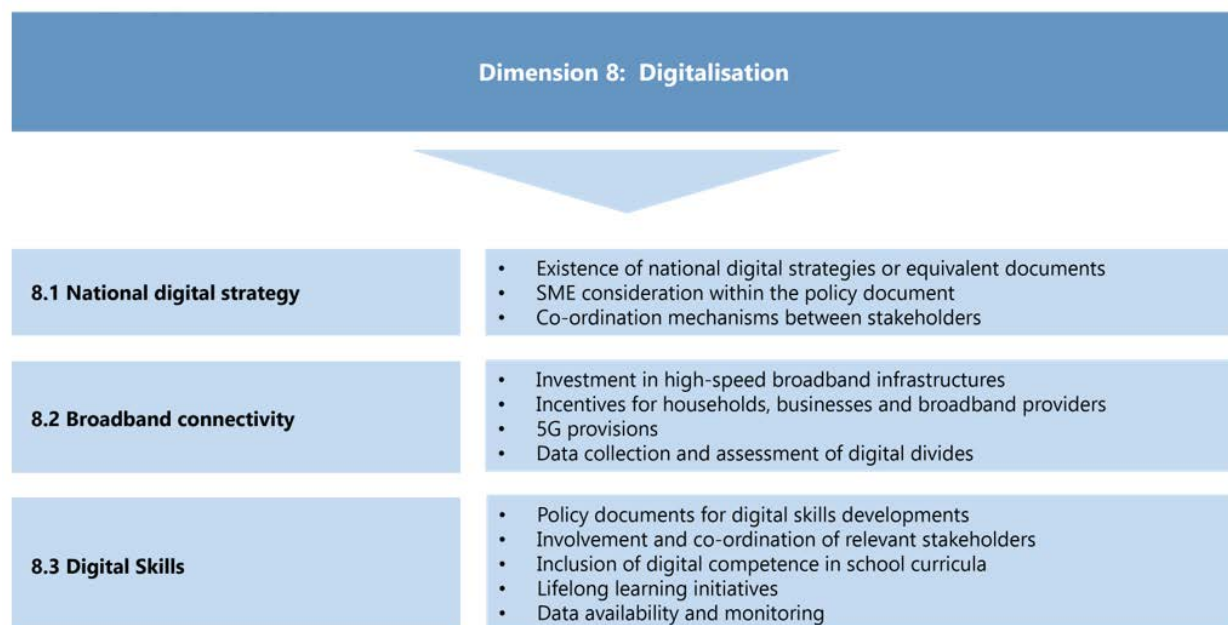 Dimension 8: Digitalisation
8.1 National digital strategy
• Existence of national digital strategies or equivalent documents
• SME consideration within the policy document
• Co-ordination mechanisms between stakeholders
8.2 Broadband connectivity
• Investment in high-speed broadband infrastructures
• Incentives for households, businesses and broadband providers
• 5G provisions
• Data collection and assessment of digital divides
8.3 Digital Skills
• Policy documents for digital skills developments
• Involvement and co-ordination of relevant stakeholders
• Inclusion of digital competence in school curricula
• Lifelong learning initiatives
• Data availability and monitoring